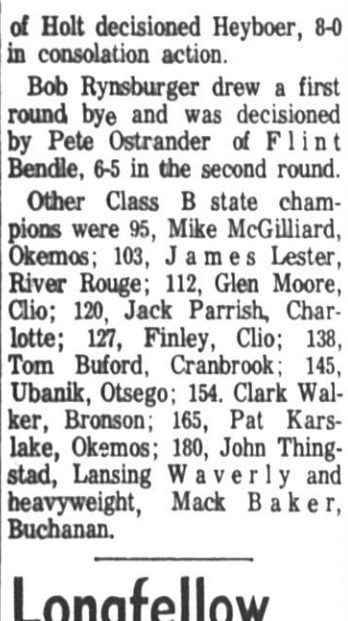 of Holt decisioned Heyboer, 8-0
in consolation action.
Bob Rynsburger drew a first
round bye and was decisioned
by Pete Ostrander of Flint
Bendle, 6-5 in the second round.
Other Class B state cham-
pions were 95, Mike McGilliard,
Okemos; 103, James Lester,
River Rouge; 112, Glen Moore,
Clio; 120, Jack Parrish, Char-
lotte; 127, Finley, Clio; 138,
Tom Buford, Cranbrook; 145,
Ubanik, Otsego; 154. Clark Wal-
ker, Bronson; 165, Pat Kars-
lake, Okemos; 180, John Thing-
stad, Lansing Waverly and
heavyweight, Mack Baker,
Buchanan.
Longfellow